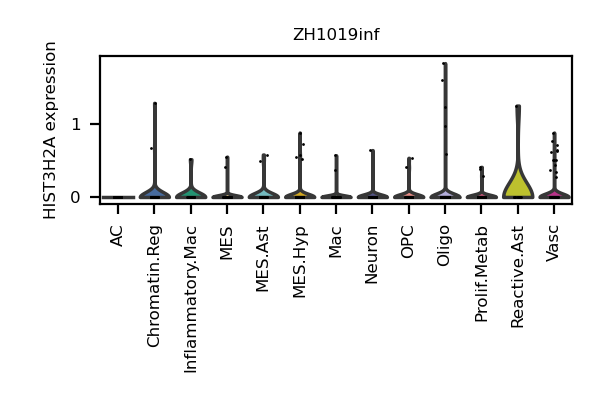 ZH1019inf
HIST3H2A expression
1
0
AC
Chromatin.Reg
Inflammatory.Mac
MES
MES.Ast
MES.Hyp
Mac
Neuron
OPC
Oligo
Prolif.Metab
Reactive.Ast
Vasc